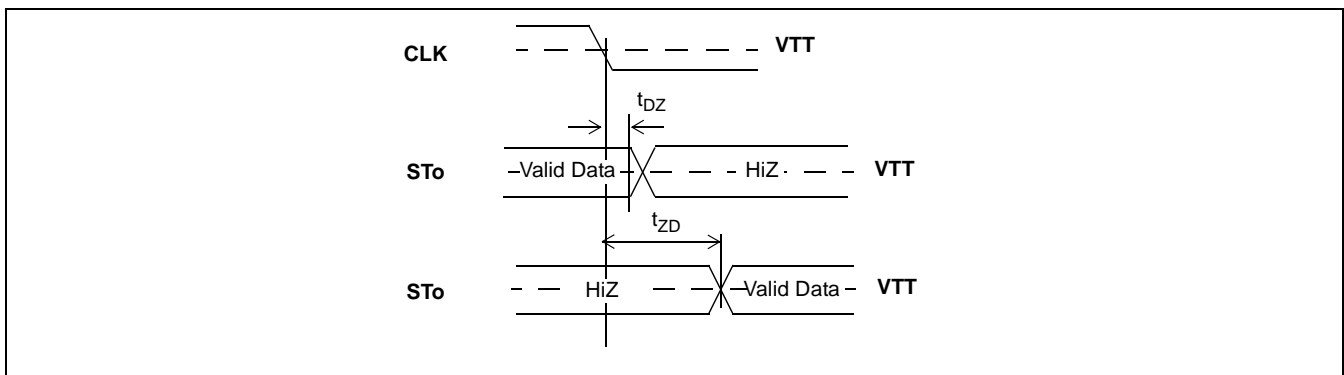 CLK VTT
tDZ
STo Valid Data HiZ VTT
tZD
STo HiZ Valid Data VTT